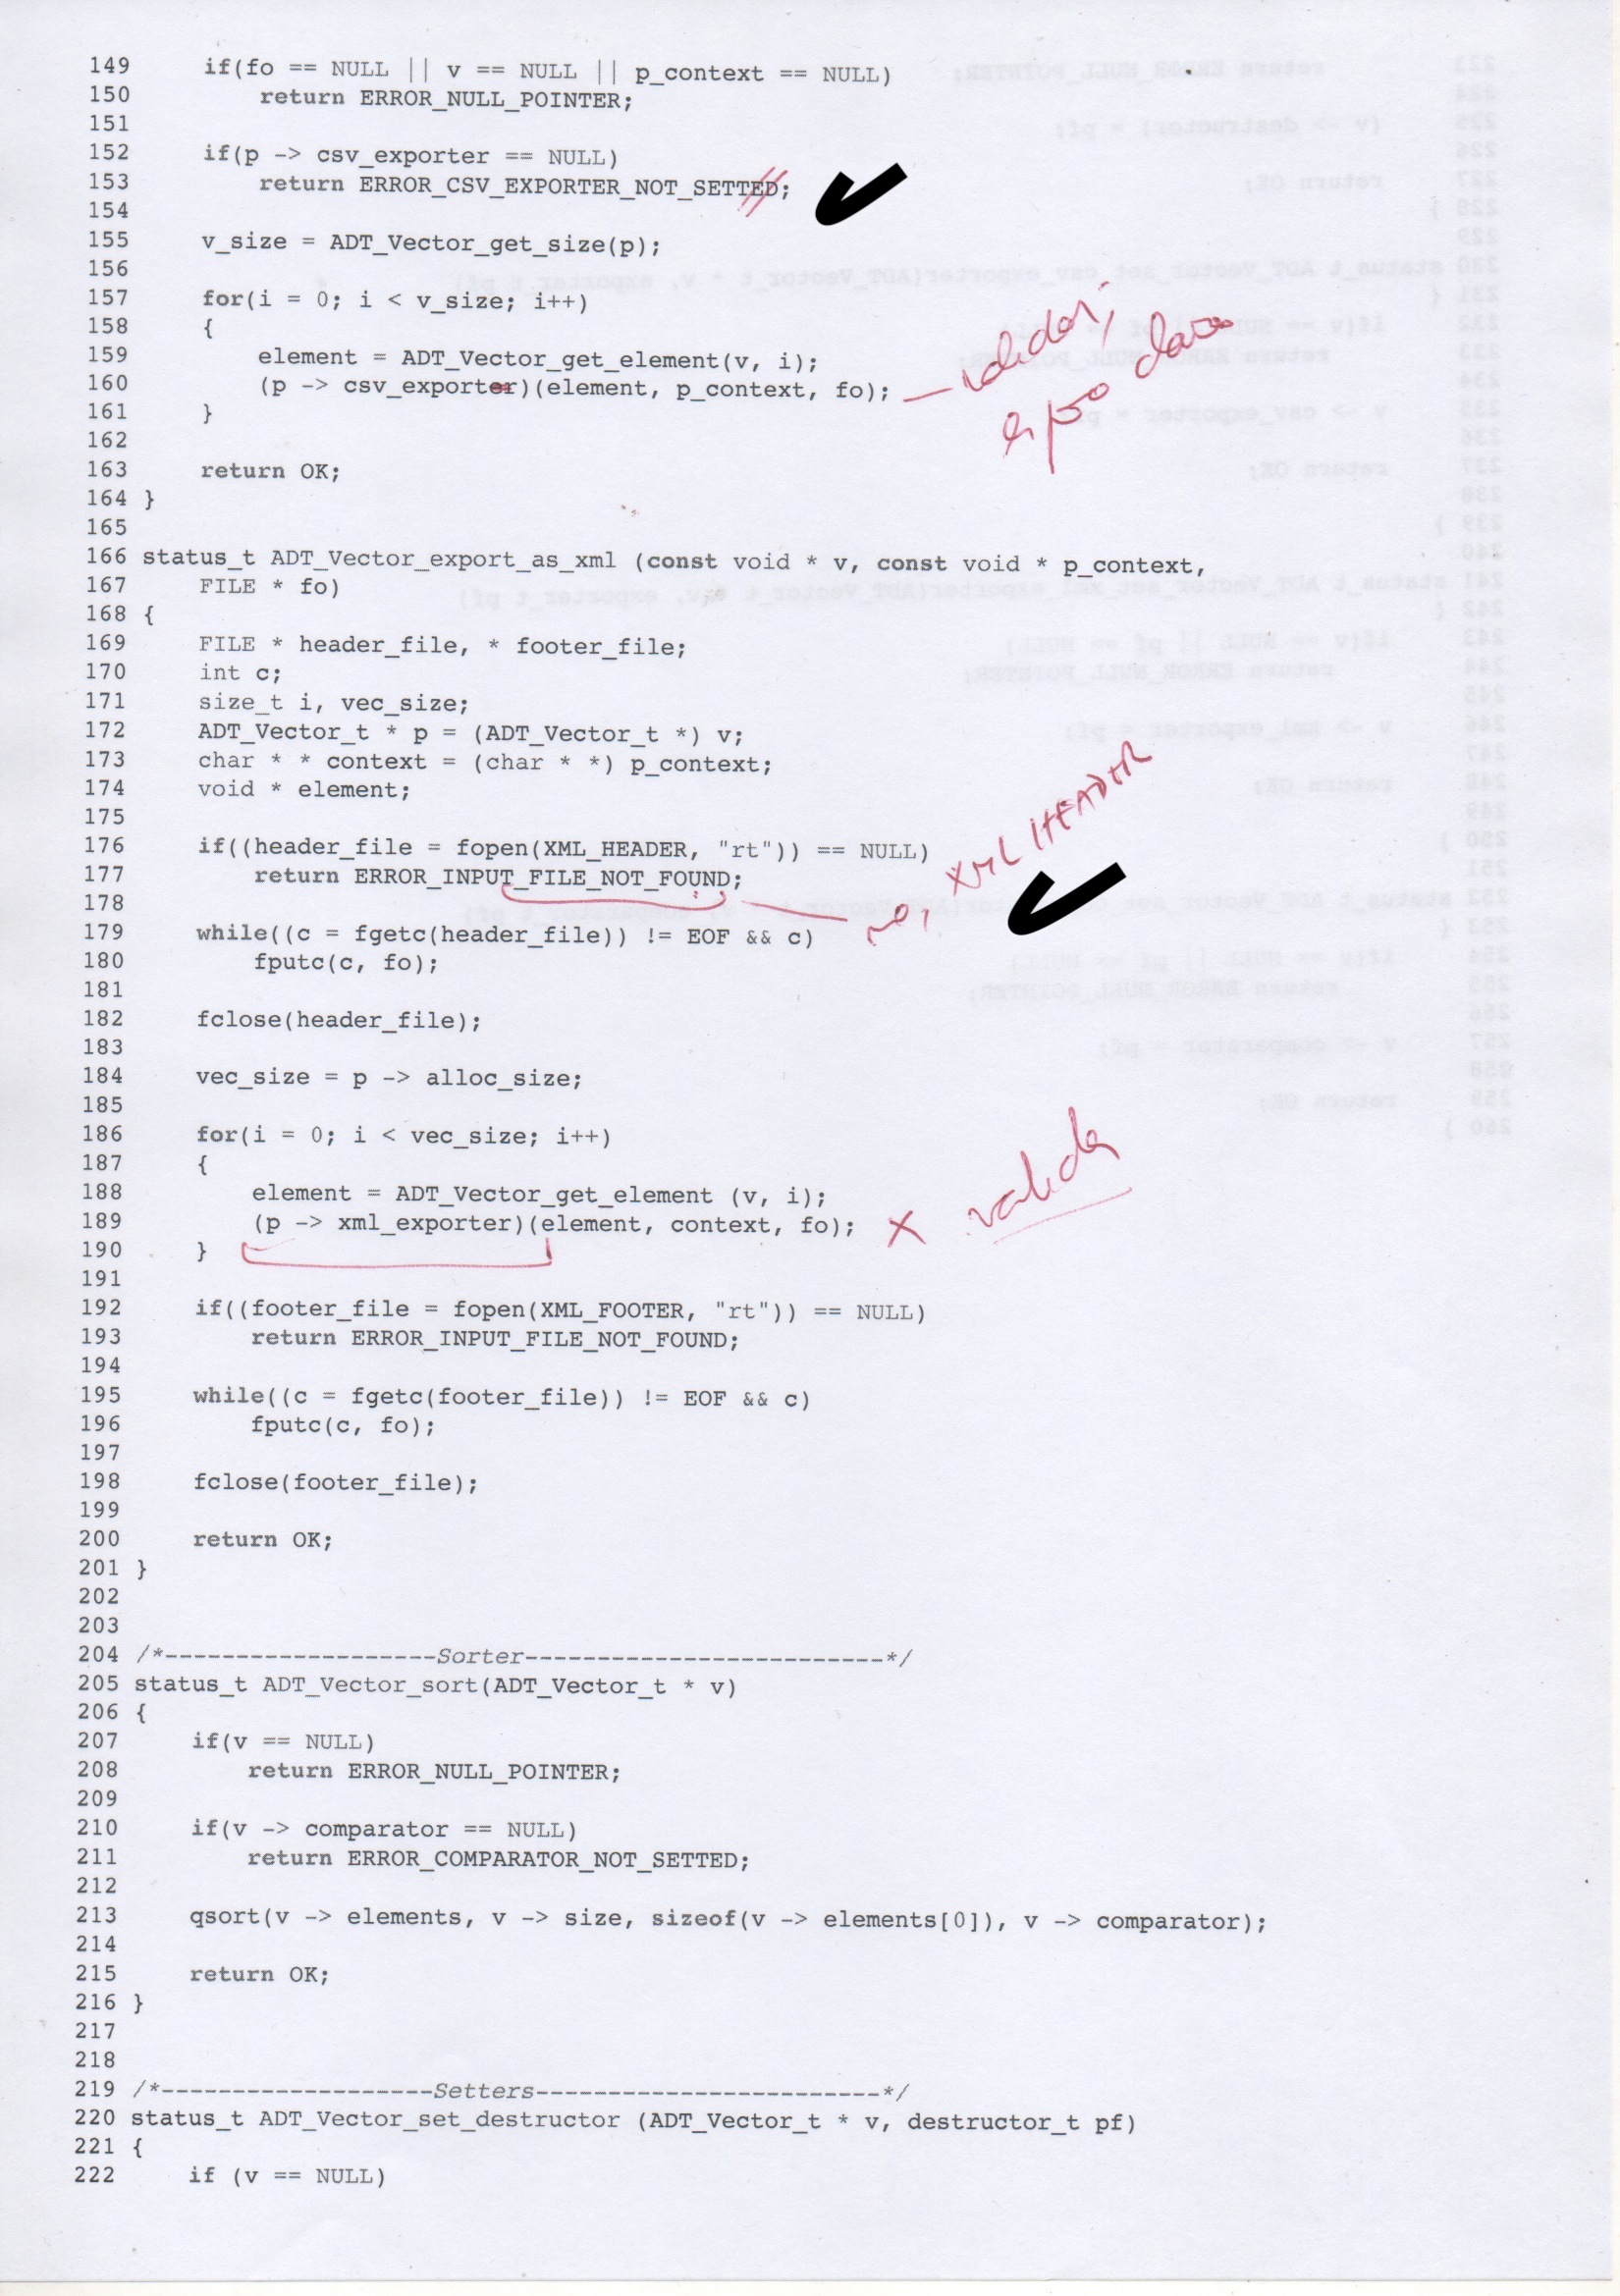 149 if(fo == NULL || v == NULL || p_context == NULL)
150 return ERROR_NULL_POINTER;
151
152 if(p -> csv_exporter == NULL)
153 return ERROR_CSV_EXPORTER_NOT_SETTED;
154
155 v_size = ADT_Vector_get_size(p);
156
157 for(i = 0; i < v_size; i++)
158 {
159 element = ADT_Vector_get_element(v, i);
160 (p -> csv_exporter)(element, p_context, fo);
161 }
162
163 return OK;
164 }
165
166 status_t ADT_Vector_export_as_xml (const void * v, const void * p_context,
167 FILE * fo)
168 {
169 FILE * header_file, * footer_file;
170 int c;
171 size_t i, vec_size;
172 ADT_Vector_t * p = (ADT_Vector_t *) v;
173 char * * context = (char * *) p_context;
174 void * element;
175
176 if((header_file = fopen(XML_HEADER, "rt")) == NULL)
177 return ERROR_INPUT_FILE_NOT_FOUND;
no, XML HEADER
178
179 while((c = fgetc(header_file)) != EOF && c)
180 fputc(c, fo);
181
182 fclose(header_file);
183
184 vec_size = p -> alloc_size;
185
186 for(i = 0; i < vec_size; i++)
187 {
188 element = ADT_Vector_get_element (v, i);
189 (p -> xml_exporter)(element, context, fo); X
190 }
191
192 if((footer_file = fopen(XML_FOOTER, "rt")) == NULL)
193 return ERROR_INPUT_FILE_NOT_FOUND;
194
195 while((c = fgetc(footer_file)) != EOF && c)
196 fputc(c, fo);
197
198 fclose(footer_file);
199
200 return OK;
201 }
202
203
204 /*-------------------Sorter-------------------------*/
205 status_t ADT_Vector_sort(ADT_Vector_t * v)
206 {
207 if(v == NULL)
208 return ERROR_NULL_POINTER;
209
210 if(v -> comparator == NULL)
211 return ERROR_COMPARATOR_NOT_SETTED;
212
213 qsort(v -> elements, v -> size, sizeof(v -> elements[0]), v -> comparator);
214
215 return OK;
216 }
217
218
219 /*-------------------Setters------------------------*/
220 status_t ADT_Vector_set_destructor (ADT_Vector_t * v, destructor_t pf)
221 {
222 if (v == NULL)